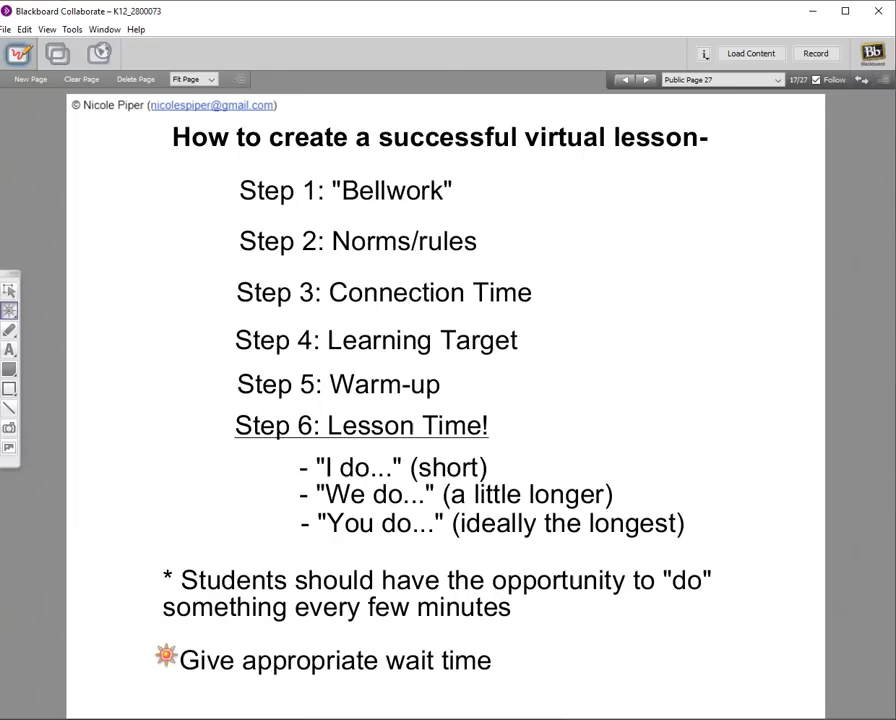 Blackboard Collaborate – K12_2800073
File Edit View Tools Window Help
Load Content Record
Blackboard
New Page Clear Page Delete Page Fit Page Public Page 27 17/27 Follow
© Nicole Piper (nicolespiper@gmail.com)
How to create a successful virtual lesson-
Step 1: "Bellwork"
Step 2: Norms/rules
Step 3: Connection Time
Step 4: Learning Target
Step 5: Warm-up
Step 6: Lesson Time!
- "I do..." (short)
- "We do..." (a little longer)
- "You do..." (ideally the longest)
* Students should have the opportunity to "do"
something every few minutes
Give appropriate wait time